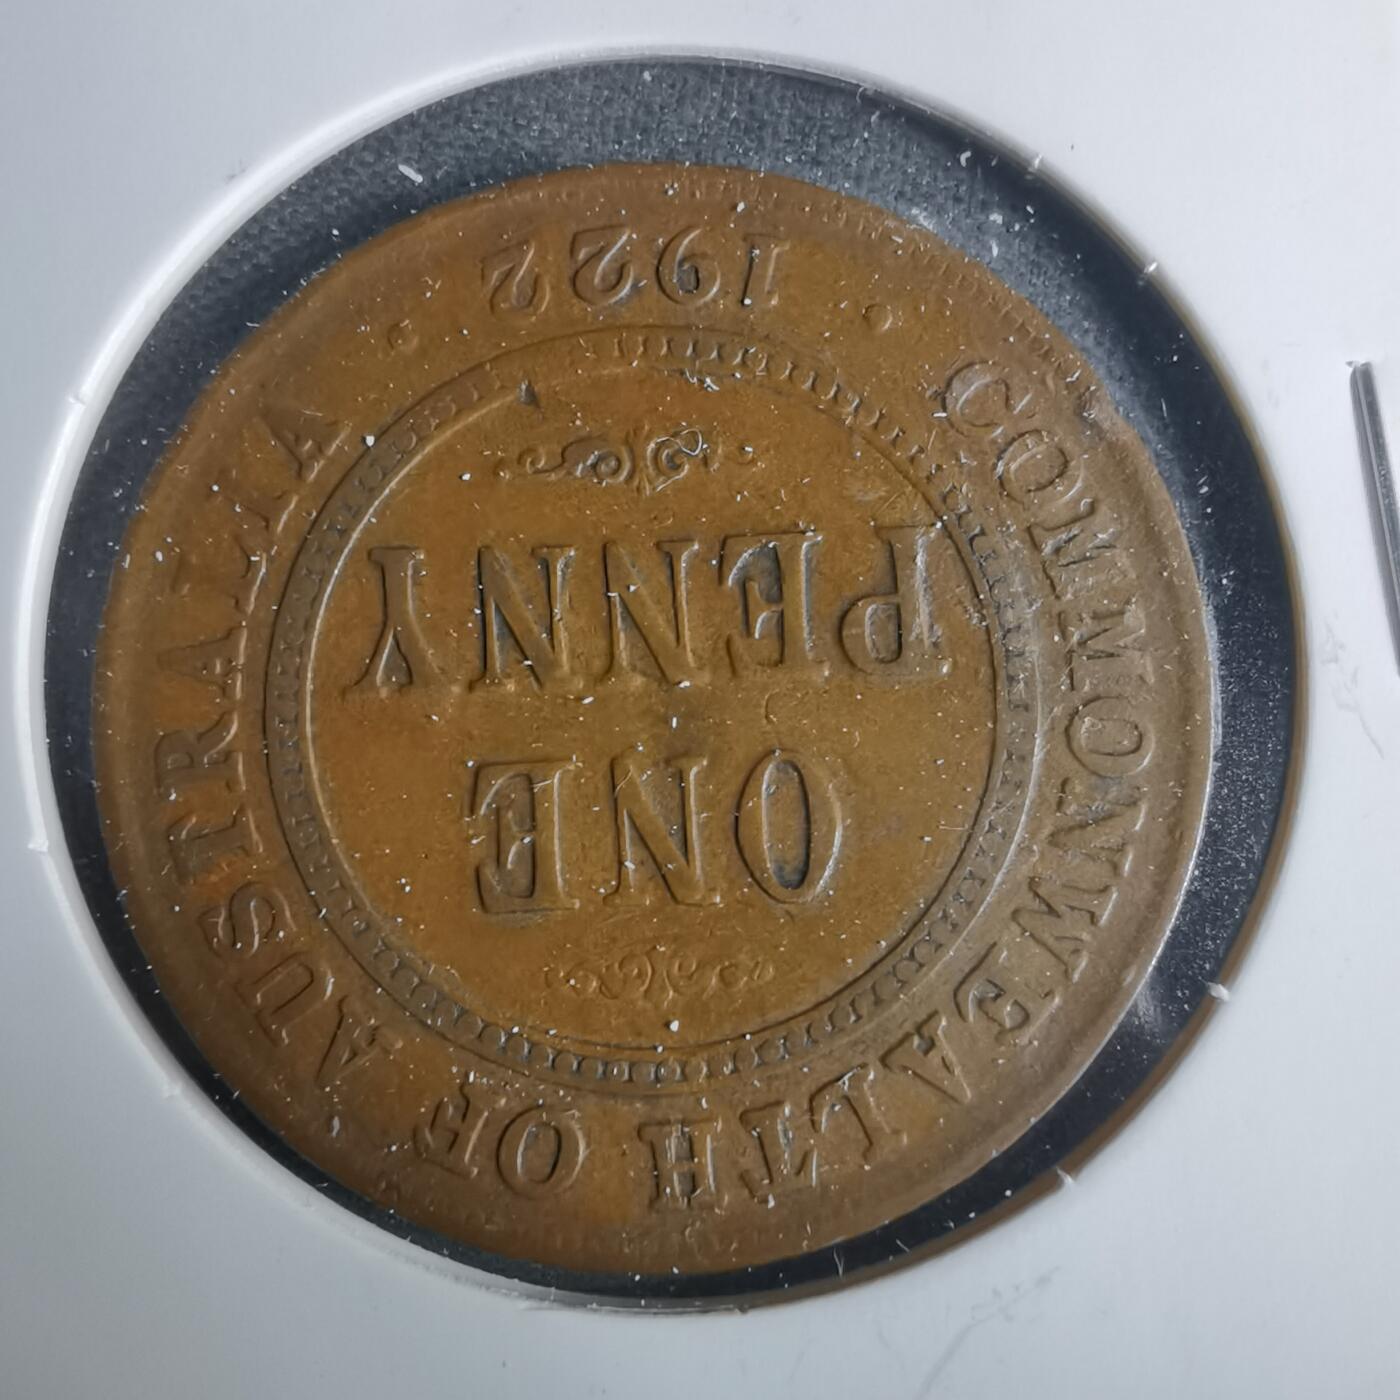 COMMONWEALTH OF AUSTRALIA
ONE
PENNY
1922